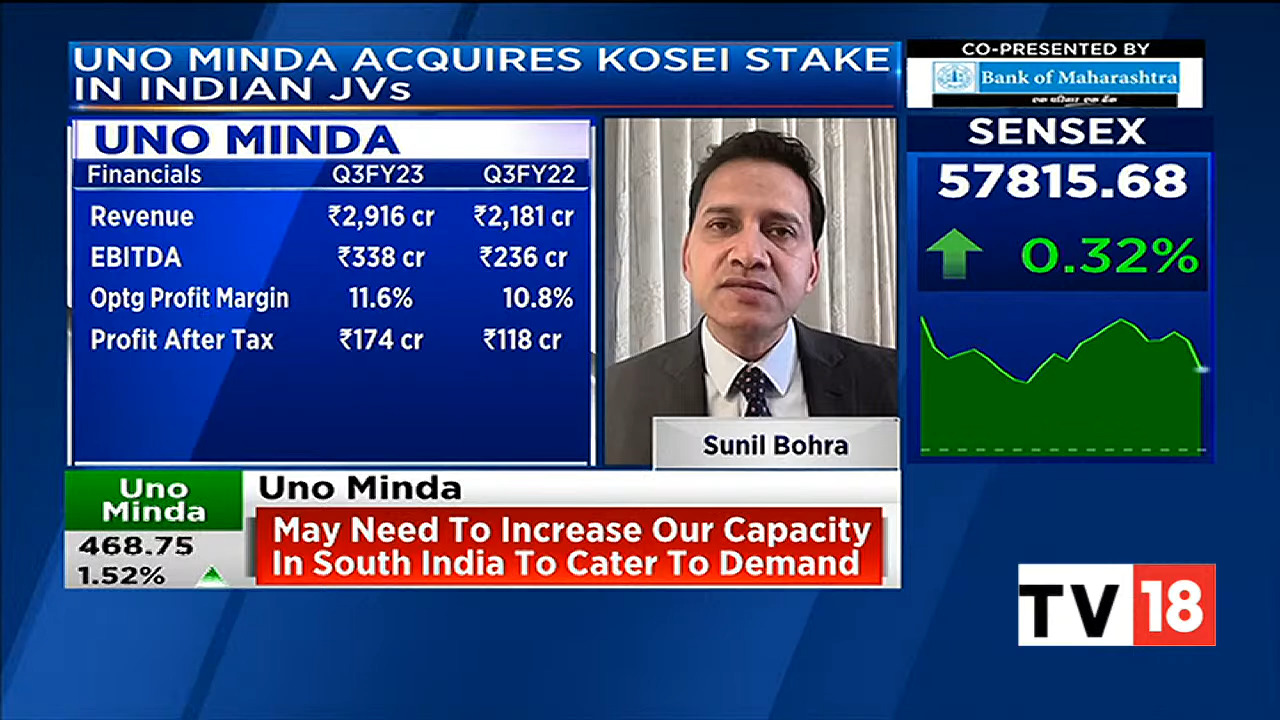 UNO MINDA ACQUIRES KOSEI STAKE
IN INDIAN JVs
CO-PRESENTED BY
Bank of Maharashtra
एक परिवार एक बैंक
UNO MINDA
Financials Q3FY23 Q3FY22
Revenue ₹2,916 cr ₹2,181 cr
EBITDA ₹338 cr ₹236 cr
Optg Profit Margin 11.6% 10.8%
Profit After Tax ₹174 cr ₹118 cr
SENSEX
57815.68
0.32%
Sunil Bohra
Uno
Minda
468.75
1.52%
Uno Minda
May Need To Increase Our Capacity
In South India To Cater To Demand
TV18